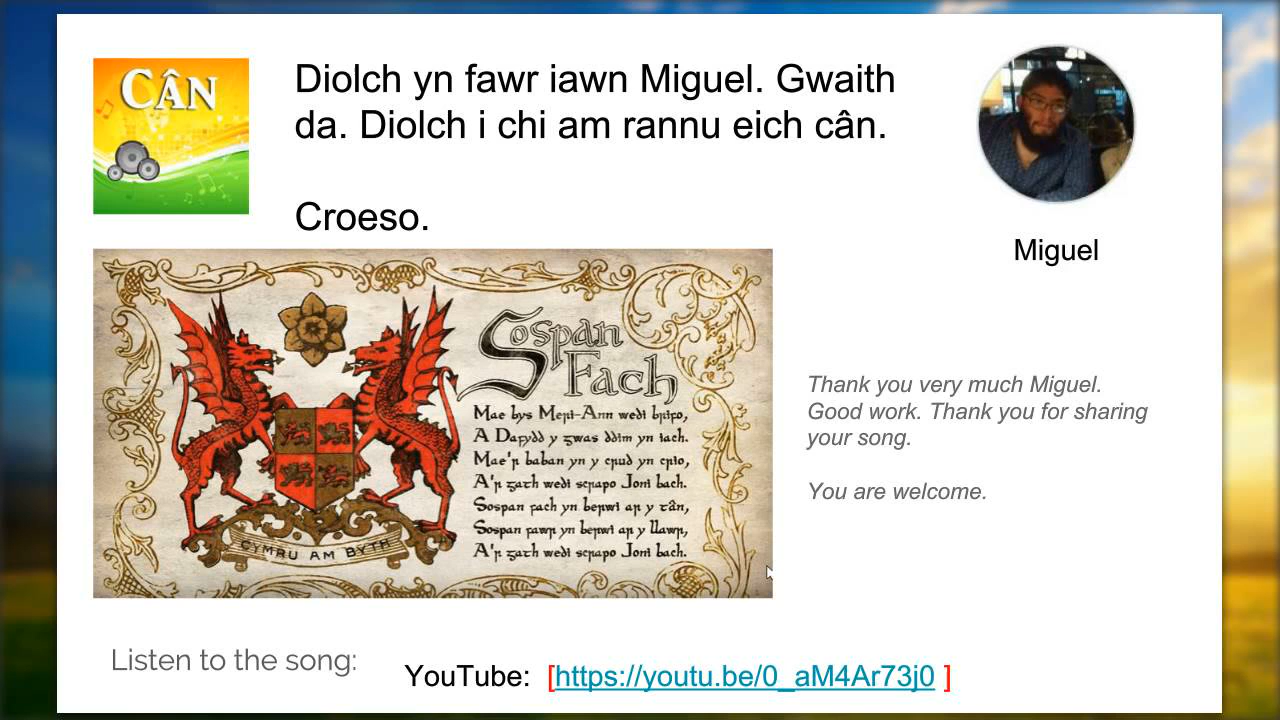 CÂN
Diolch yn fawr iawn Miguel. Gwaith
da. Diolch i chi am rannu eich cân.
Croeso.
Miguel
Sospan
Fach
Mae bys Meri-Ann wedi brifo,
A Dafydd y gwas ddim yn iach.
Mae'r baban yn y crud yn crio,
A'r gath wedi scrapo Joni bach.
Sospan fach yn berwi ar y tân,
Sospan fawr yn berwi ar y llawr,
A'r gath wedi scrapo Joni bach.
CYMRU AM BYTH
Thank you very much Miguel.
Good work. Thank you for sharing
your song.
You are welcome.
Listen to the song:
YouTube: [https://youtu.be/0_aM4Ar73j0 ]